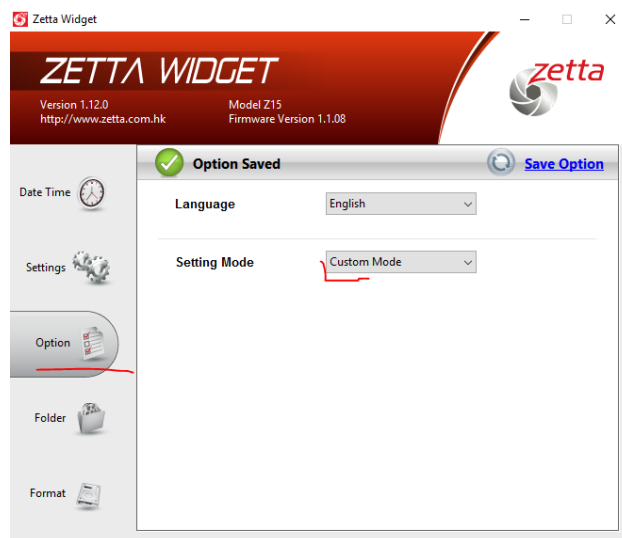 Zetta Widget
ZETTA WIDGET
zetta
Version 1.12.0 Model Z15
http://www.zetta.com.hk Firmware Version 1.1.08
Option Saved Save Option
Date Time
Language English
Settings
Setting Mode Custom Mode
Option
Folder
Format